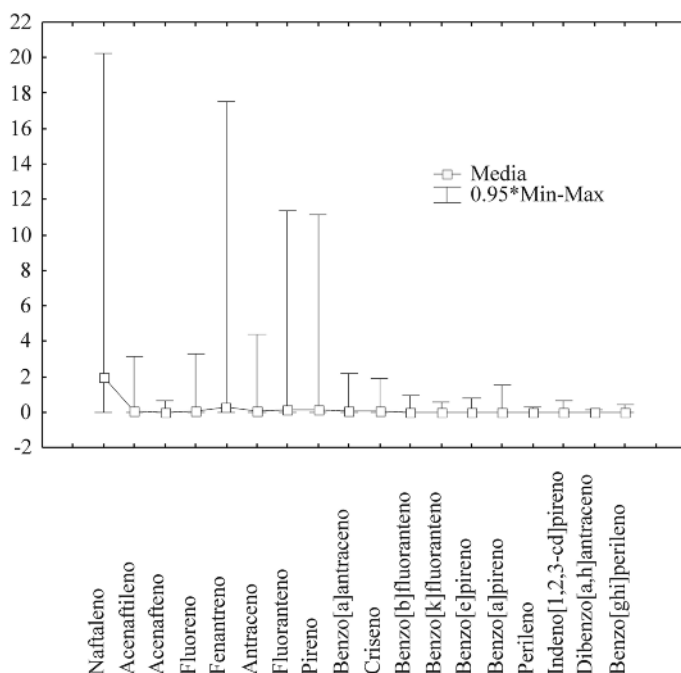 22
20
18
16
14
12
10
8
6
4
2
0
-2
Media
0.95*Min-Max
Naftaleno
Acenaftileno
Acenafteno
Fluoreno
Fenantreno
Antraceno
Fluoranteno
Pireno
Benzo[a]antraceno
Criseno
Benzo[b]fluoranteno
Benzo[k]fluoranteno
Benzo[e]pireno
Benzo[a]pireno
Perileno
Indeno[1,2,3-cd]pireno
Dibenzo[a,h]antraceno
Benzo[ghi]perileno